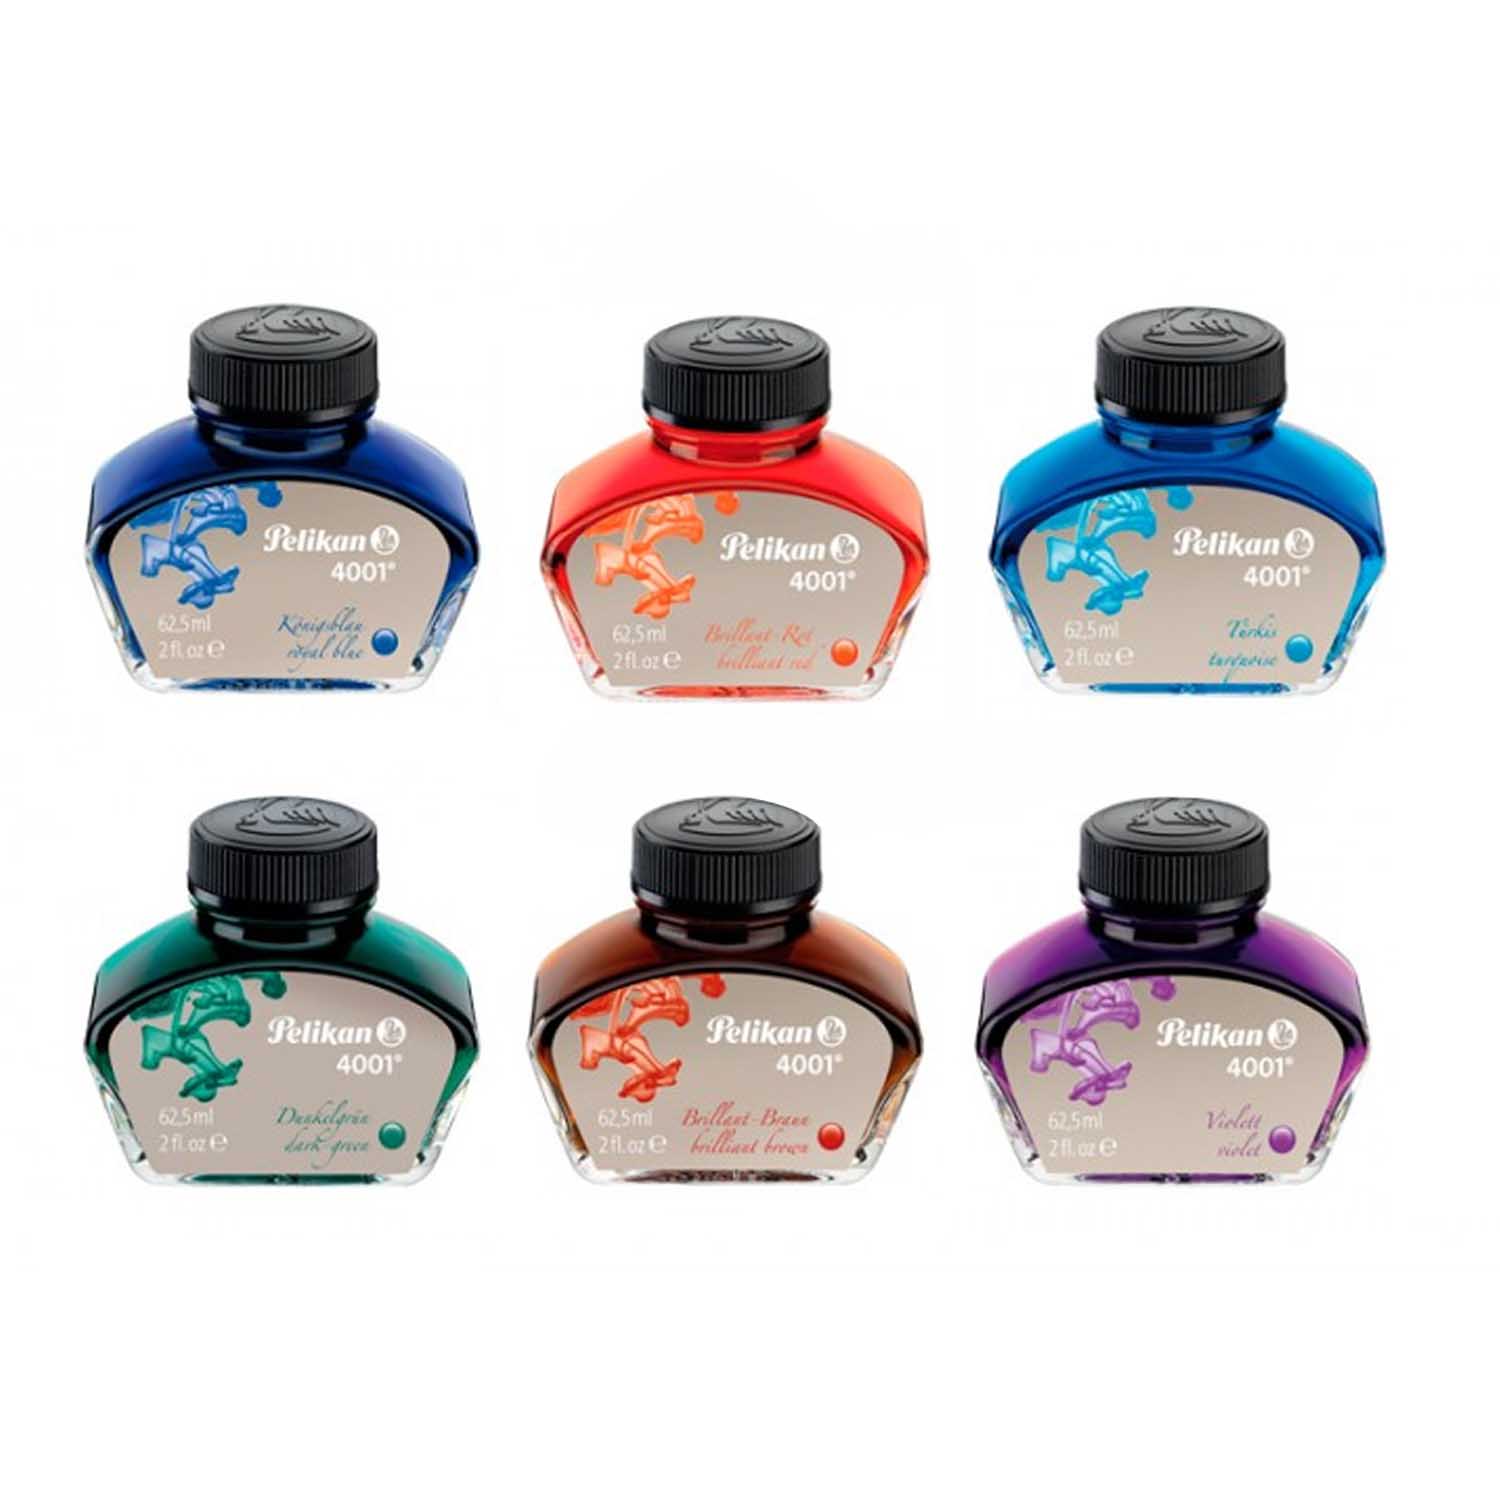 Pelikan
4001®
62,5ml
2 fl. oz ℮
Königsblau
royal blue
Pelikan
4001®
62,5ml
2 fl. oz ℮
Brillant-Rot
brilliant red
Pelikan
4001®
62,5ml
2 fl. oz ℮
Türkis
turquoise
Pelikan
4001®
62,5ml
2 fl. oz ℮
Dunkelgrün
dark-green
Pelikan
4001®
62,5ml
2 fl. oz ℮
Brillant-Braun
brilliant brown
Pelikan
4001®
62,5ml
2 fl. oz ℮
Violett
violet